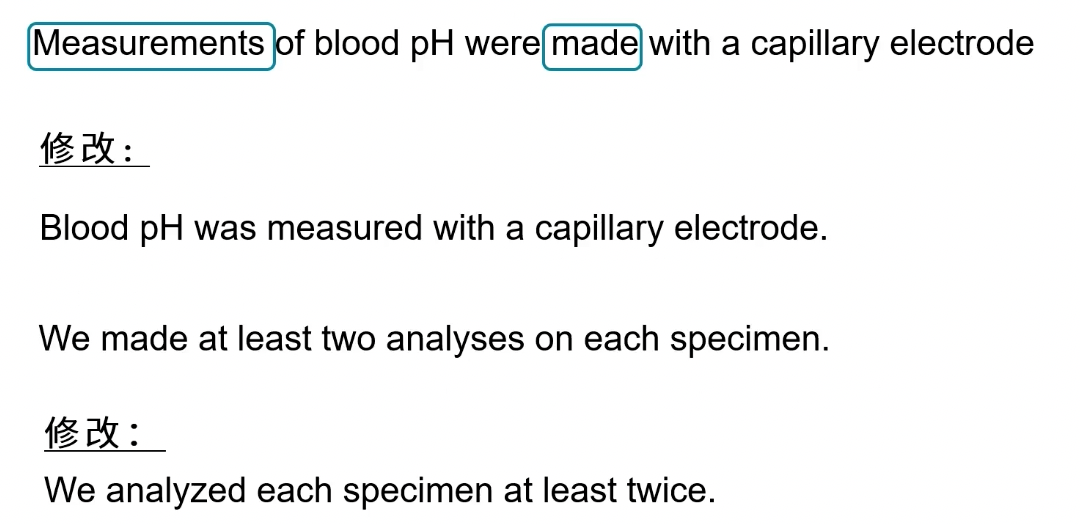 Measurements of blood pH were made with a capillary electrode
修改：
Blood pH was measured with a capillary electrode.
We made at least two analyses on each specimen.
修改：
We analyzed each specimen at least twice.